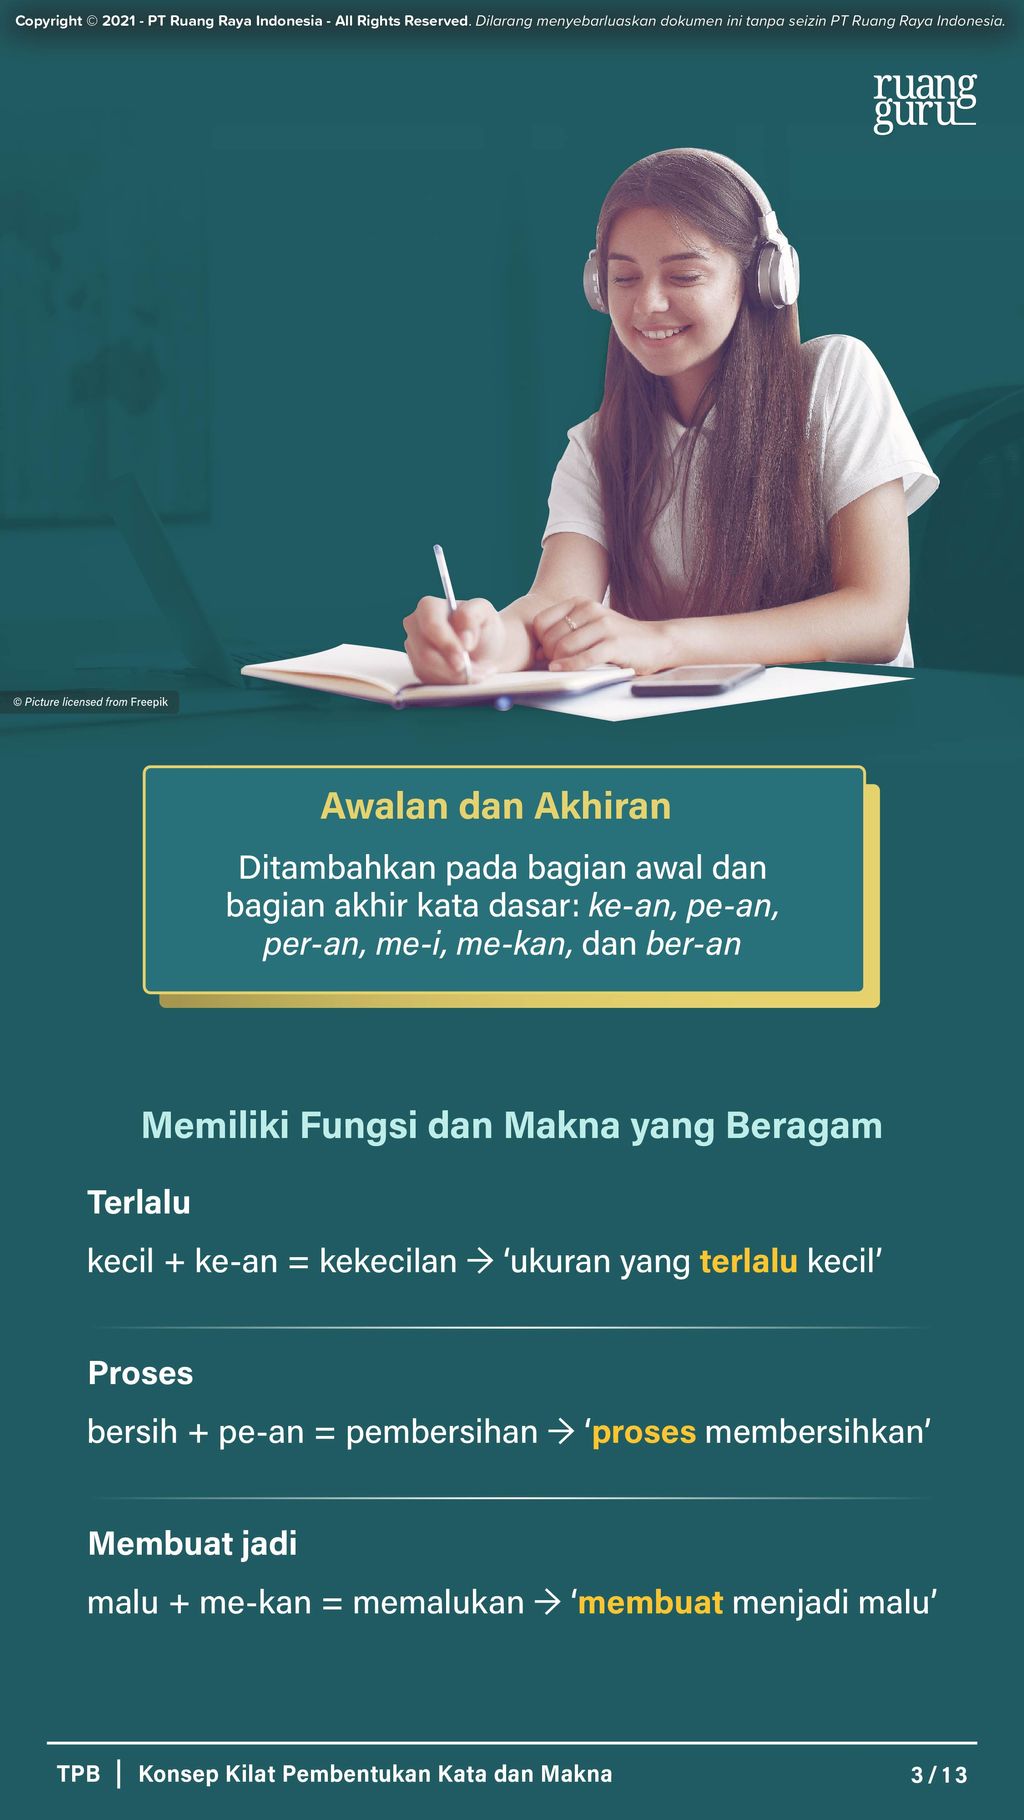 Copyright © 2021 - PT Ruang Raya Indonesia - All Rights Reserved. Dilarang menyebarluaskan dokumen ini tanpa seizin PT Ruang Raya Indonesia.
ruang
guru
© Picture licensed from Freepik
Awalan dan Akhiran
Ditambahkan pada bagian awal dan
bagian akhir kata dasar: ke-an, pe-an,
per-an, me-i, me-kan, dan ber-an
Memiliki Fungsi dan Makna yang Beragam
Terlalu
kecil + ke-an = kekecilan → ‘ukuran yang terlalu kecil’
Proses
bersih + pe-an = pembersihan → ‘proses membersihkan’
Membuat jadi
malu + me-kan = memalukan → ‘membuat menjadi malu’
TPB | Konsep Kilat Pembentukan Kata dan Makna
3/13